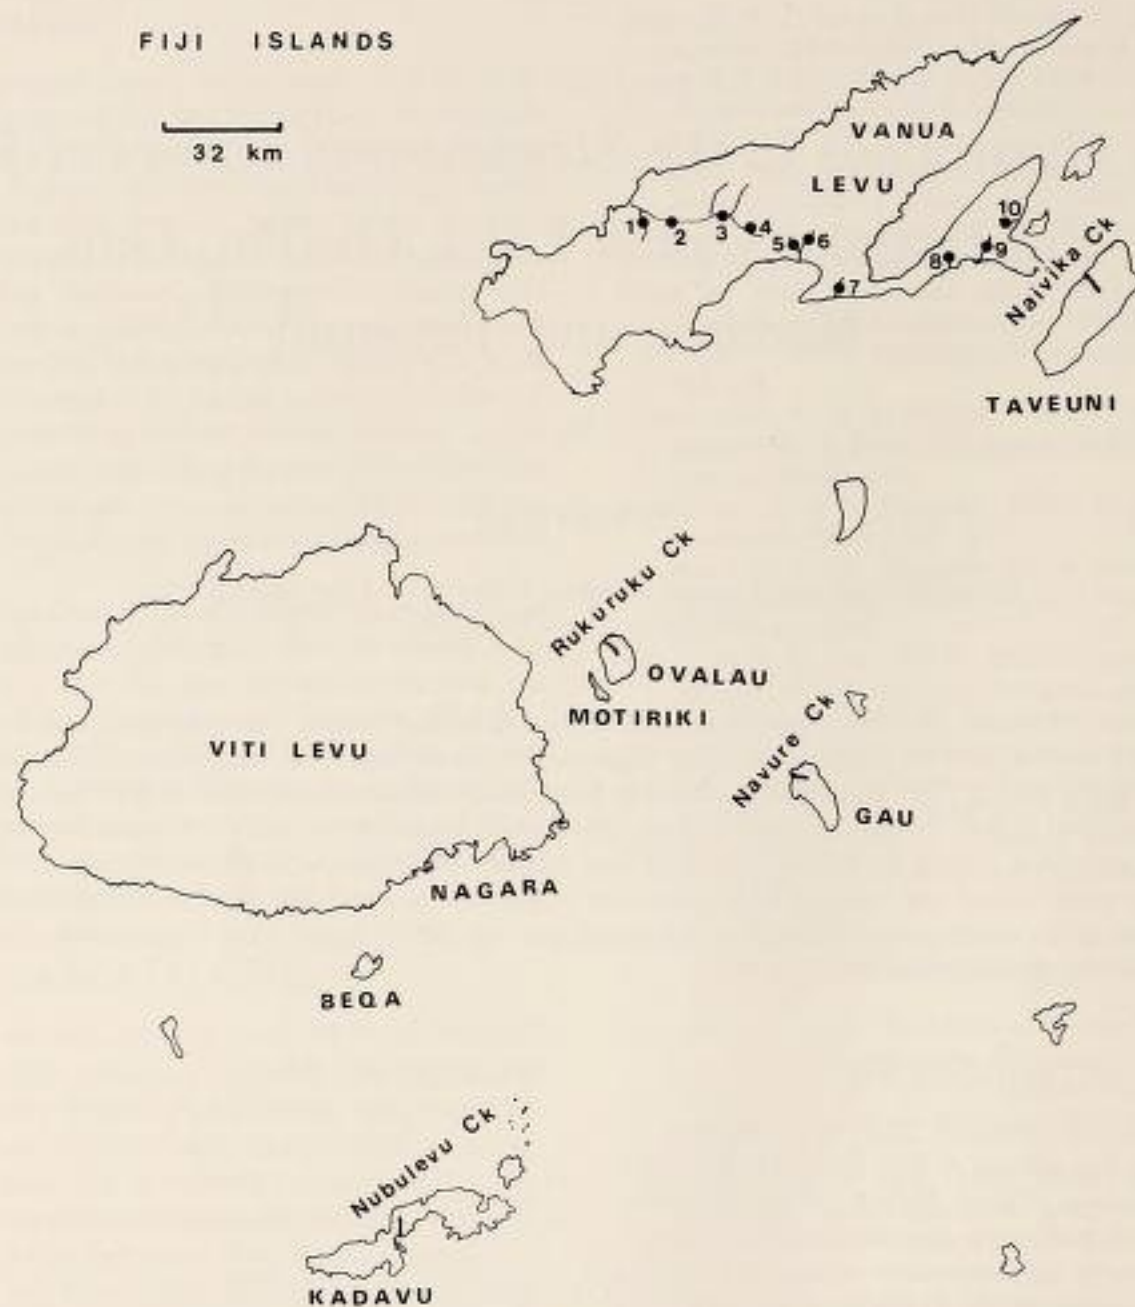 FIJI ISLANDS
32 km
VANUA
LEVU
1
2
3
4
5
6
7
8
9
10
Naivika Ck
TAVEUNI
Rukuruku Ck
OVALAU
MOTIRIKI
Navure Ck
GAU
VITI LEVU
NAGARA
BEQA
Nubulevu Ck
KADAVU